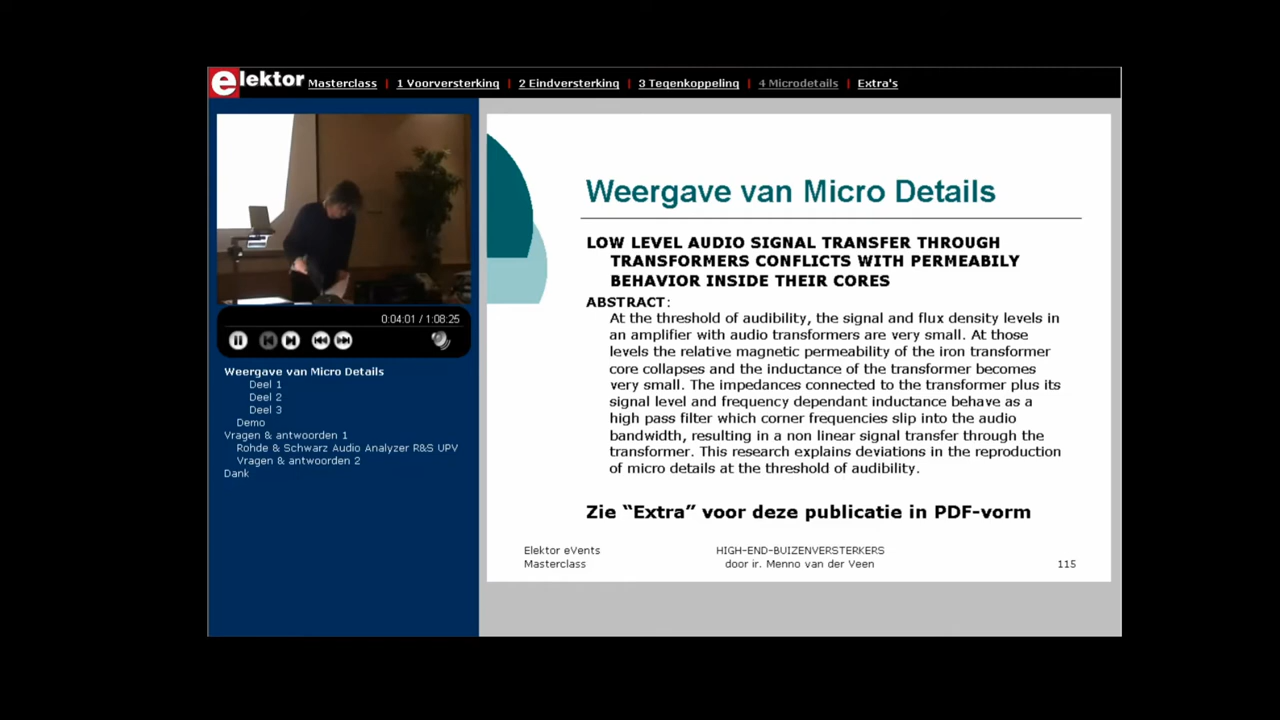 elektor Masterclass | 1 Voorversterking | 2 Eindversterking | 3 Tegenkoppeling | 4 Microdetails | Extra's
0:04:01 / 1:08:25
Weergave van Micro Details
Deel 1
Deel 2
Deel 3
Demo
Vragen & antwoorden 1
Rohde & Schwarz Audio Analyzer R&S UPV
Vragen & antwoorden 2
Dank
Weergave van Micro Details
LOW LEVEL AUDIO SIGNAL TRANSFER THROUGH
TRANSFORMERS CONFLICTS WITH PERMEABILY
BEHAVIOR INSIDE THEIR CORES
ABSTRACT:
At the threshold of audibility, the signal and flux density levels in
an amplifier with audio transformers are very small. At those
levels the relative magnetic permeability of the iron transformer
core collapses and the inductance of the transformer becomes
very small. The impedances connected to the transformer plus its
signal level and frequency dependant inductance behave as a
high pass filter which corner frequencies slip into the audio
bandwidth, resulting in a non linear signal transfer through the
transformer. This research explains deviations in the reproduction
of micro details at the threshold of audibility.
Zie “Extra” voor deze publicatie in PDF-vorm
Elektor eVents
Masterclass
HIGH-END-BUIZENVERSTERKERS
door ir. Menno van der Veen
115